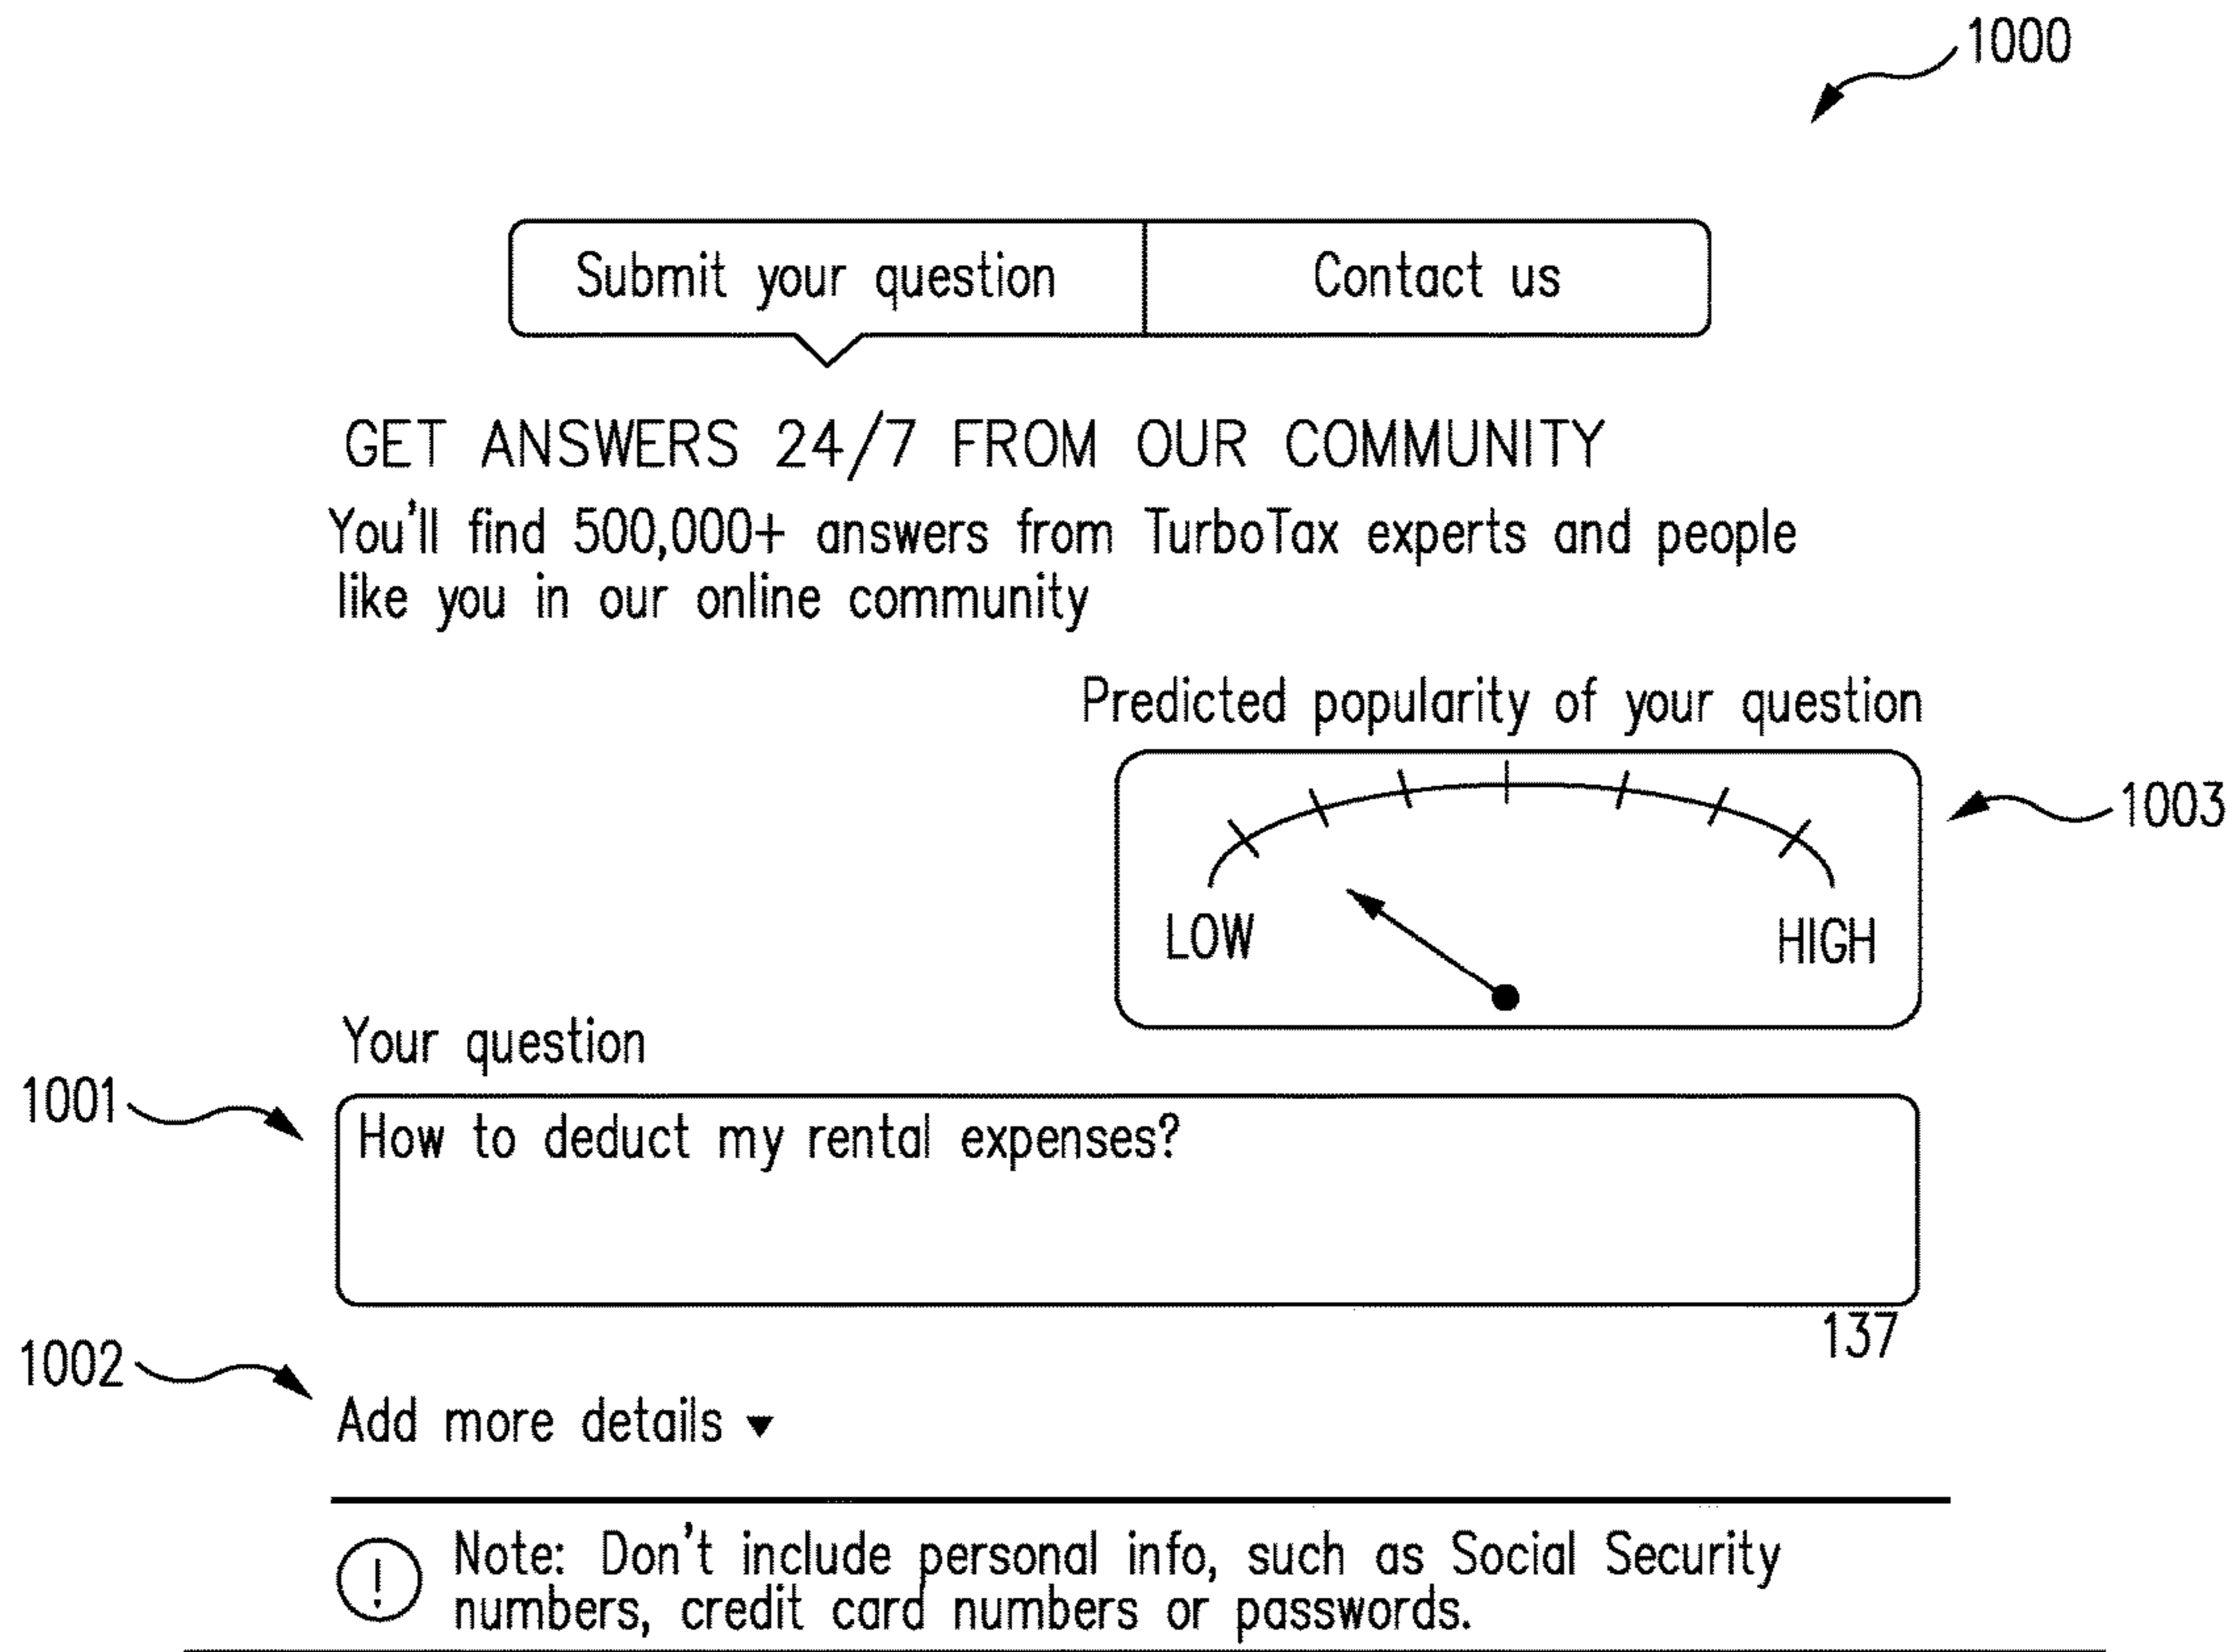 1000
Submit your question Contact us
GET ANSWERS 24/7 FROM OUR COMMUNITY
You'll find 500,000+ answers from TurboTax experts and people
like you in our online community
Predicted popularity of your question
1003
LOW HIGH
Your question
1001
How to deduct my rental expenses?
137
1002
Add more details ▾
! Note: Don't include personal info, such as Social Security
numbers, credit card numbers or passwords.